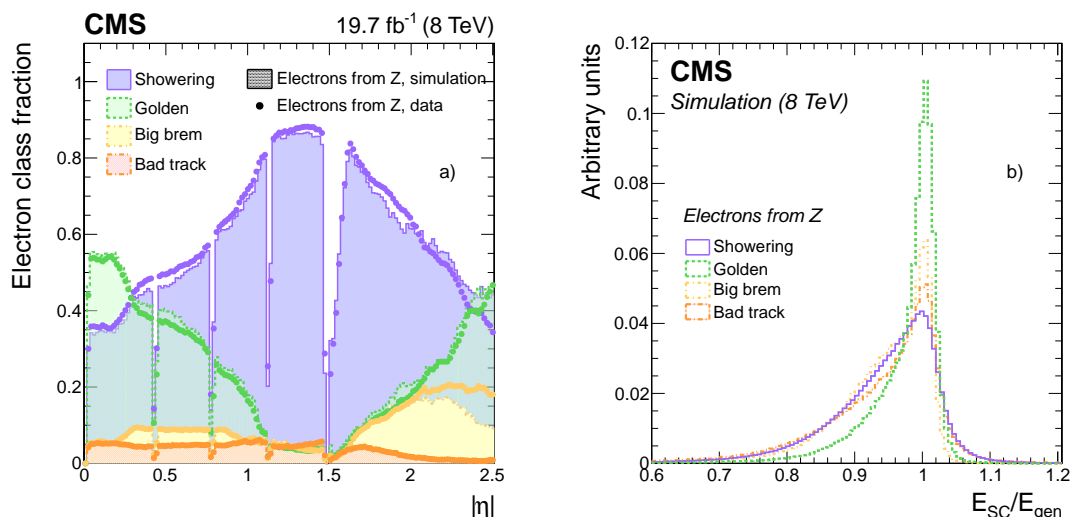 CMS 19.7 fb⁻¹ (8 TeV)
Electron class fraction
1
0.8
0.6
0.4
0.2
0
Showering
Golden
Big brem
Bad track
Electrons from Z, simulation
Electrons from Z, data
a)
0 0.5 1 1.5 2 2.5
|η|
Arbitrary units
0.12
0.1
0.08
0.06
0.04
0.02
0
CMS
Simulation (8 TeV)
b)
Electrons from Z
Showering
Golden
Big brem
Bad track
0.6 0.7 0.8 0.9 1 1.1 1.2
E_SC/E_gen